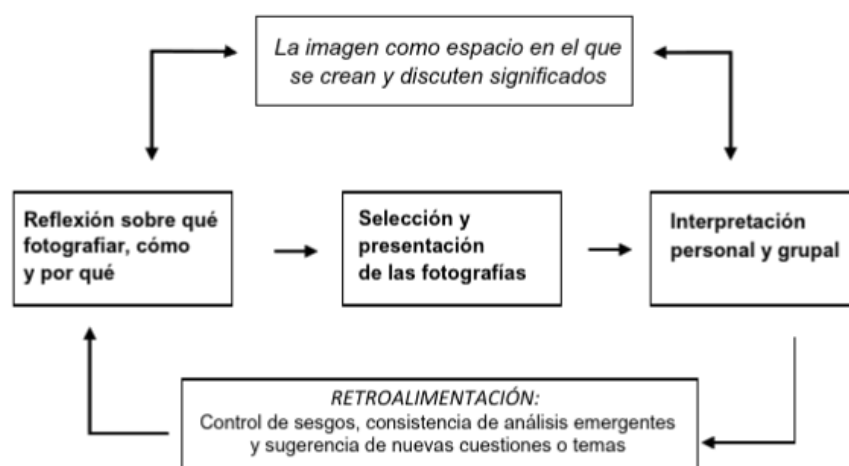 La imagen como espacio en el que
se crean y discuten significados
Reflexión sobre qué
fotografiar, cómo
y por qué
Selección y
presentación
de las fotografías
Interpretación
personal y grupal
RETROALIMENTACIÓN:
Control de sesgos, consistencia de análisis emergentes
y sugerencia de nuevas cuestiones o temas